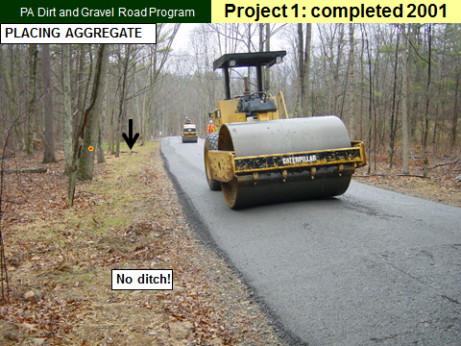 PA Dirt and Gravel Road Program
Project 1: completed 2001
PLACING AGGREGATE
CATERPILLAR
No ditch!